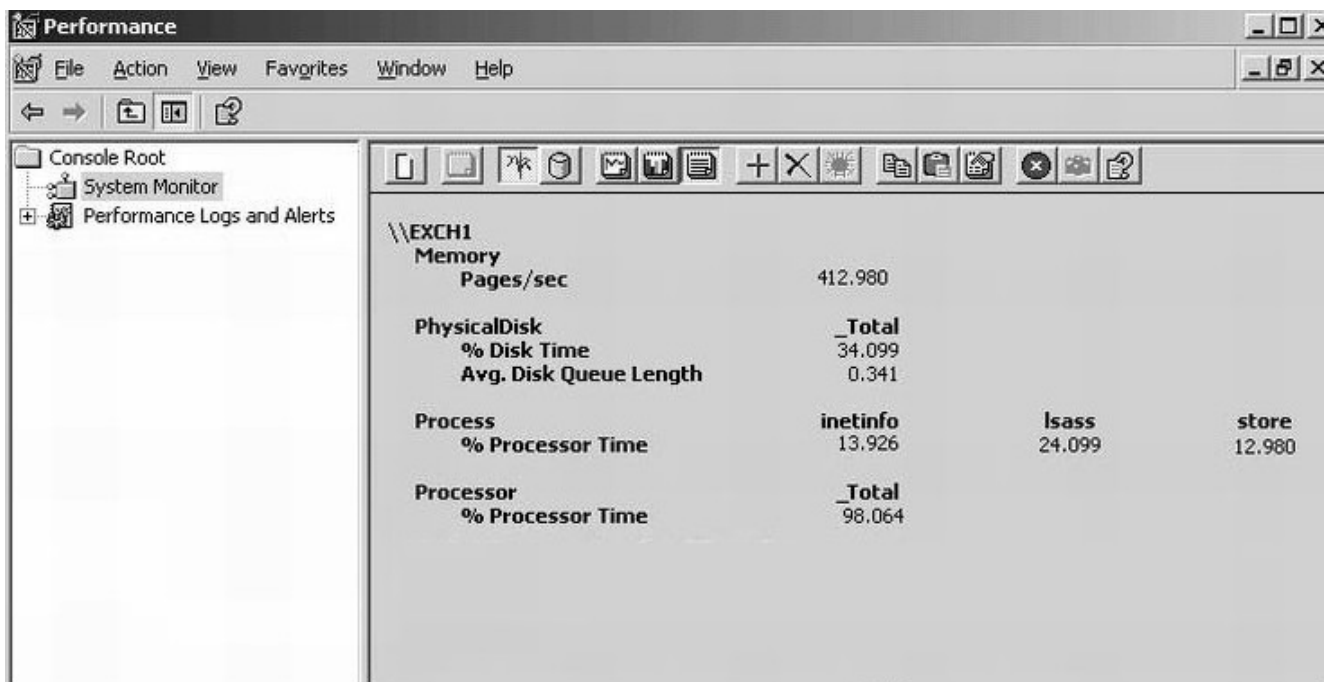 Performance
File Action View Favorites Window Help
Console Root
System Monitor
Performance Logs and Alerts
\\EXCH1
Memory
Pages/sec 412.980
PhysicalDisk _Total
% Disk Time 34.099
Avg. Disk Queue Length 0.341
Process inetinfo lsass store
% Processor Time 13.926 24.099 12.980
Processor _Total
% Processor Time 98.064